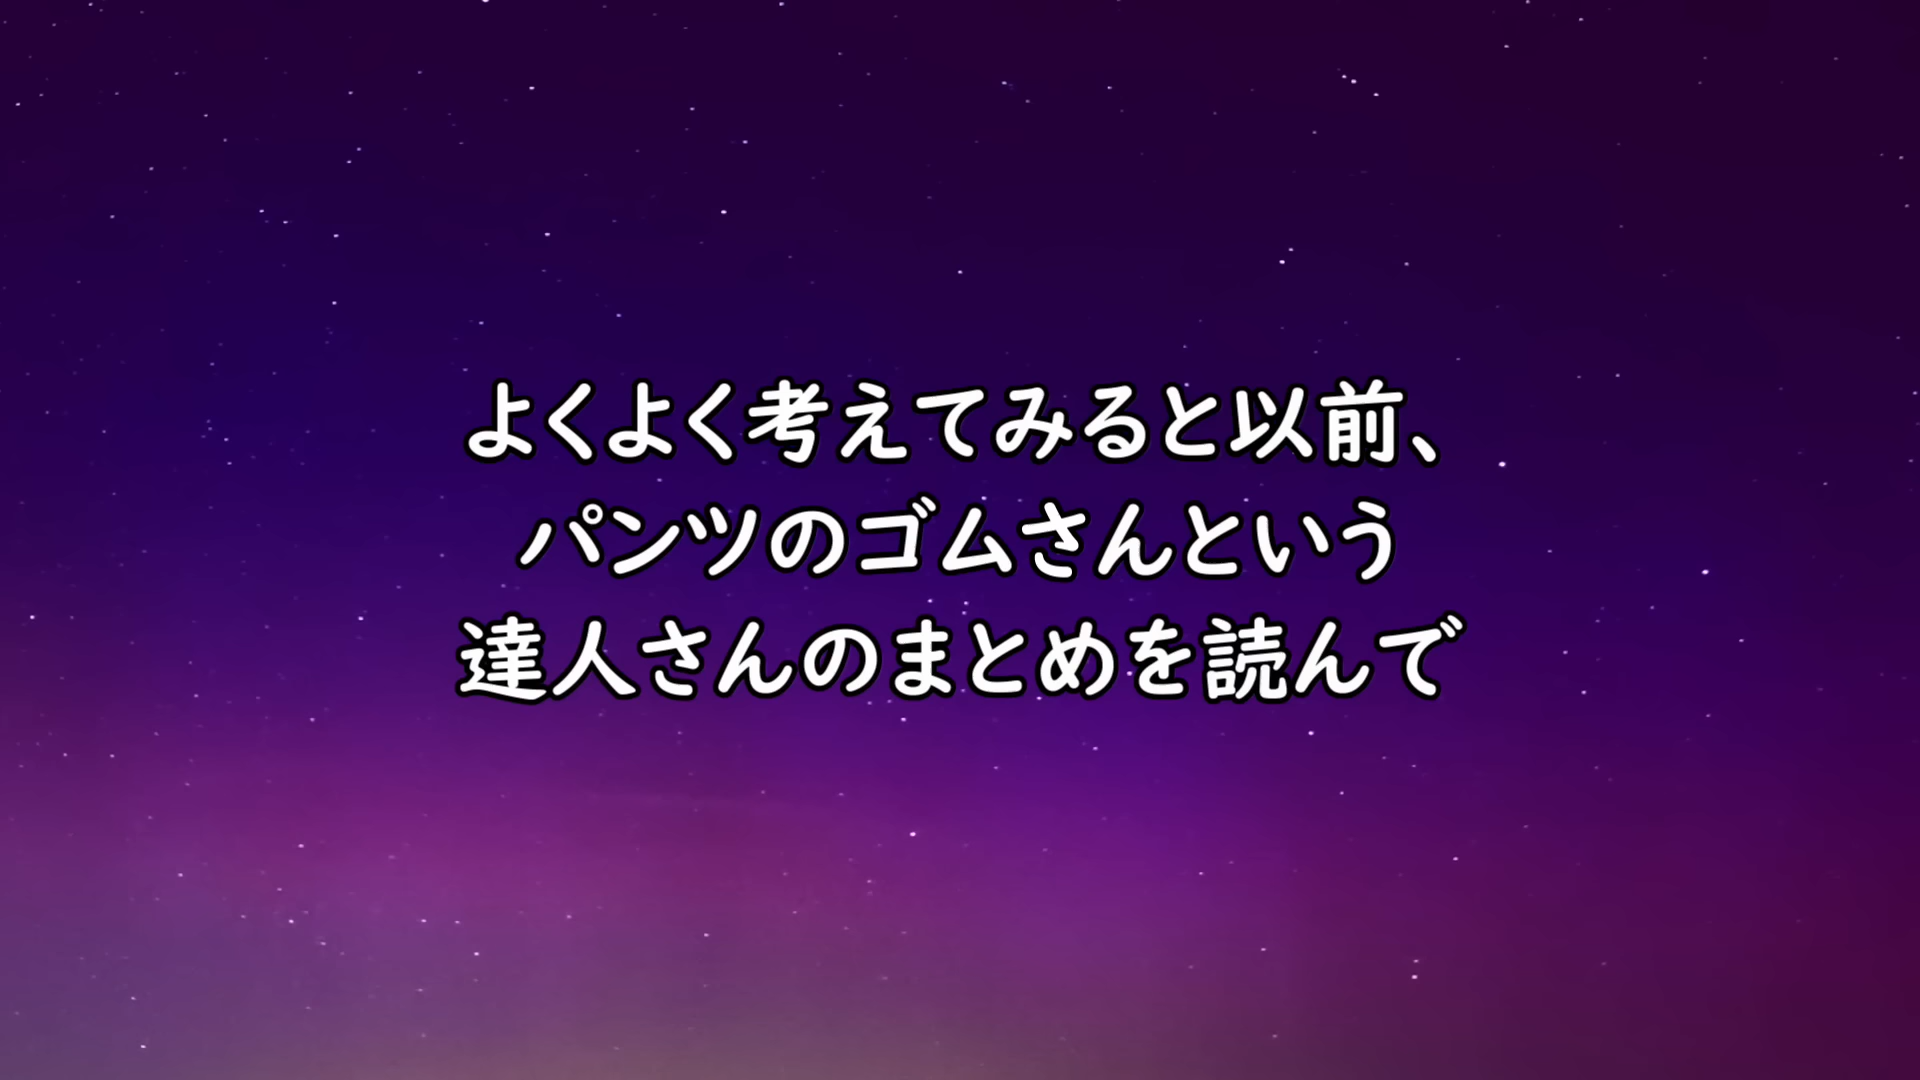 よくよく考えてみると以前、
パンツのゴムさんという
達人さんのまとめを読んで